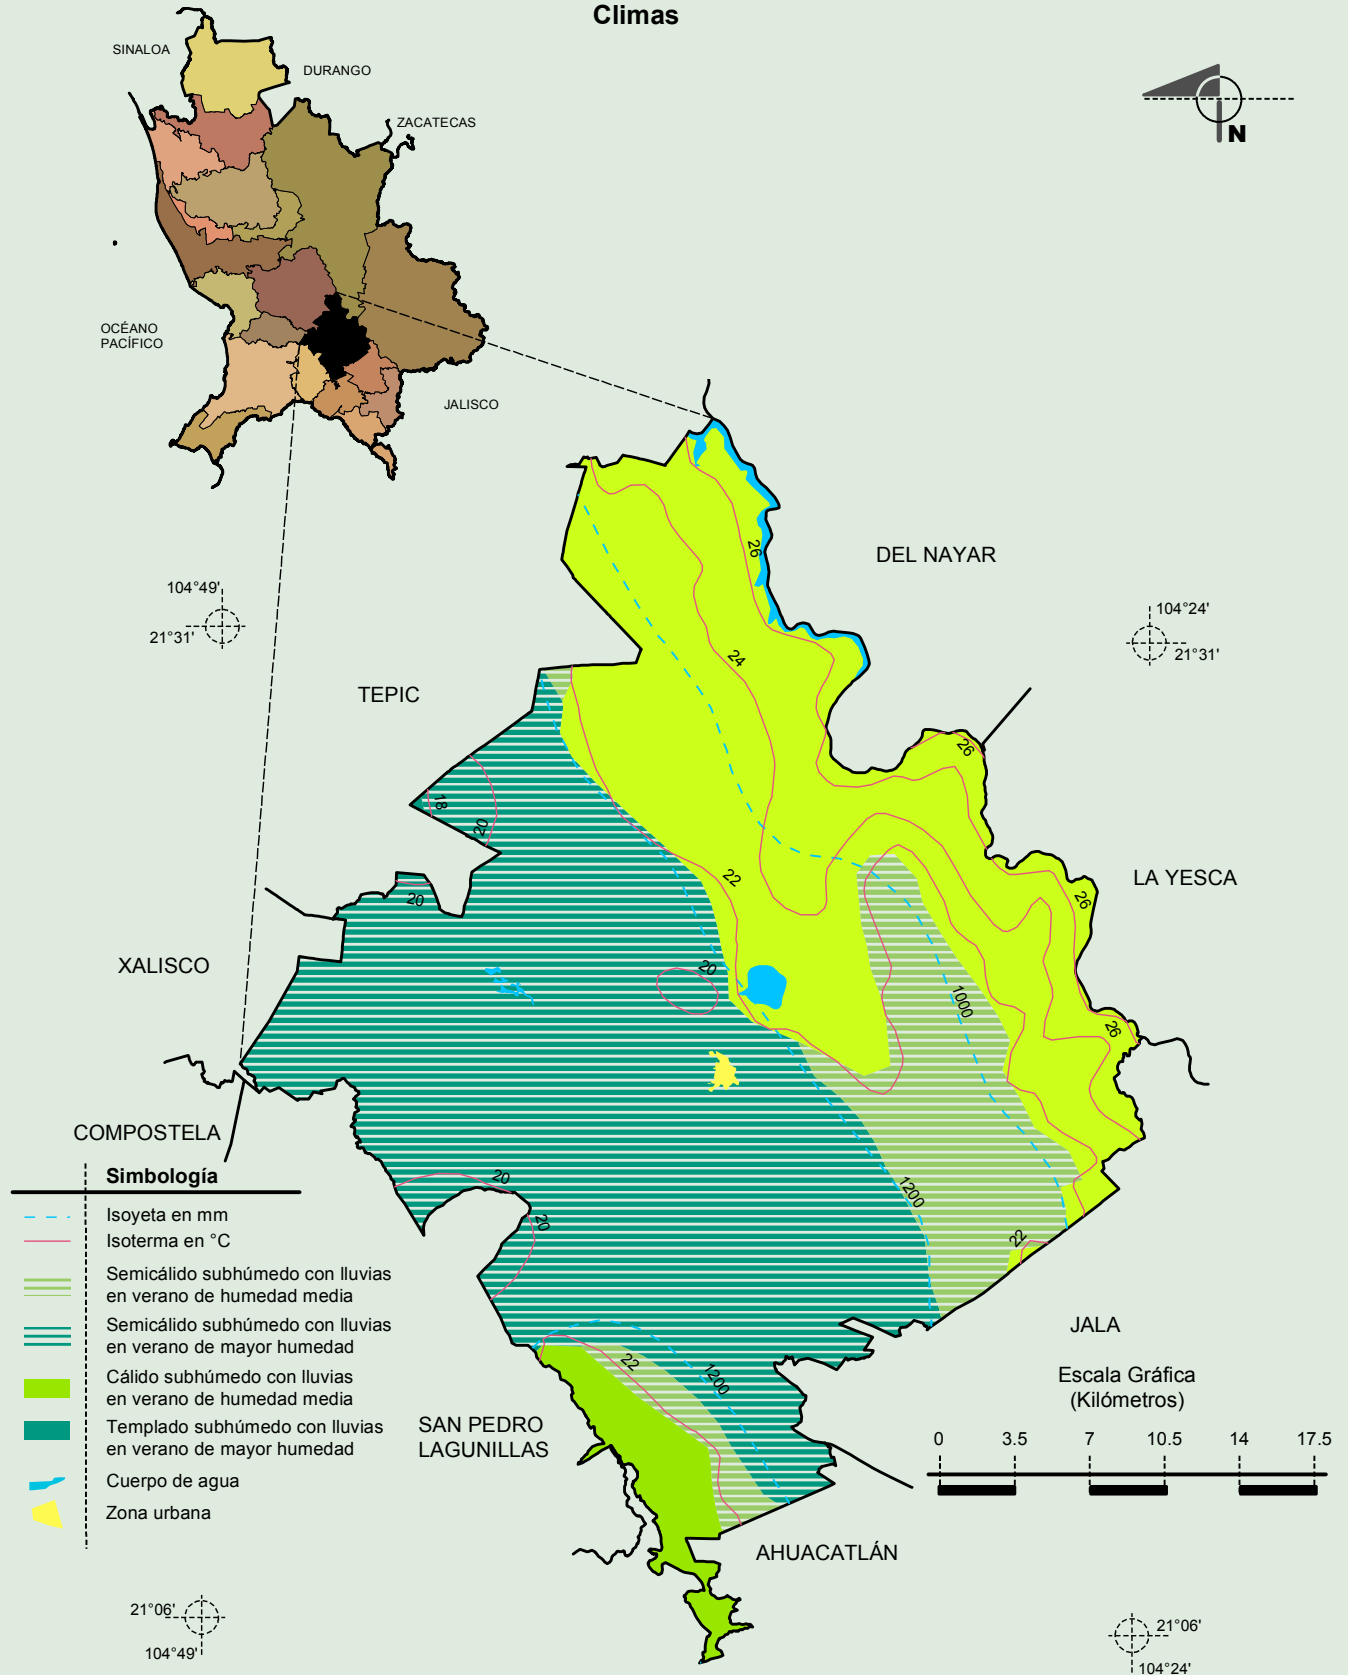 Climas
SINALOA
DURANGO
ZACATECAS
N
OCÉANO
PACÍFICO
JALISCO
DEL NAYAR
104°49'
21°31'
104°24'
21°31'
TEPIC
26
24
26
18
20
22
20
LA YESCA
26
XALISCO
20
1000
26
COMPOSTELA
20
1200
20
22
Simbología
Isoyeta en mm
Isoterma en °C
Semicálido subhúmedo con lluvias
en verano de humedad media
Semicálido subhúmedo con lluvias
en verano de mayor humedad
Cálido subhúmedo con lluvias
en verano de humedad media
Templado subhúmedo con lluvias
en verano de mayor humedad
Cuerpo de agua
Zona urbana
22
1200
JALA
SAN PEDRO
LAGUNILLAS
Escala Gráfica
(Kilómetros)
0 3.5 7 10.5 14 17.5
AHUACATLÁN
21°06'
104°49'
21°06'
104°24'